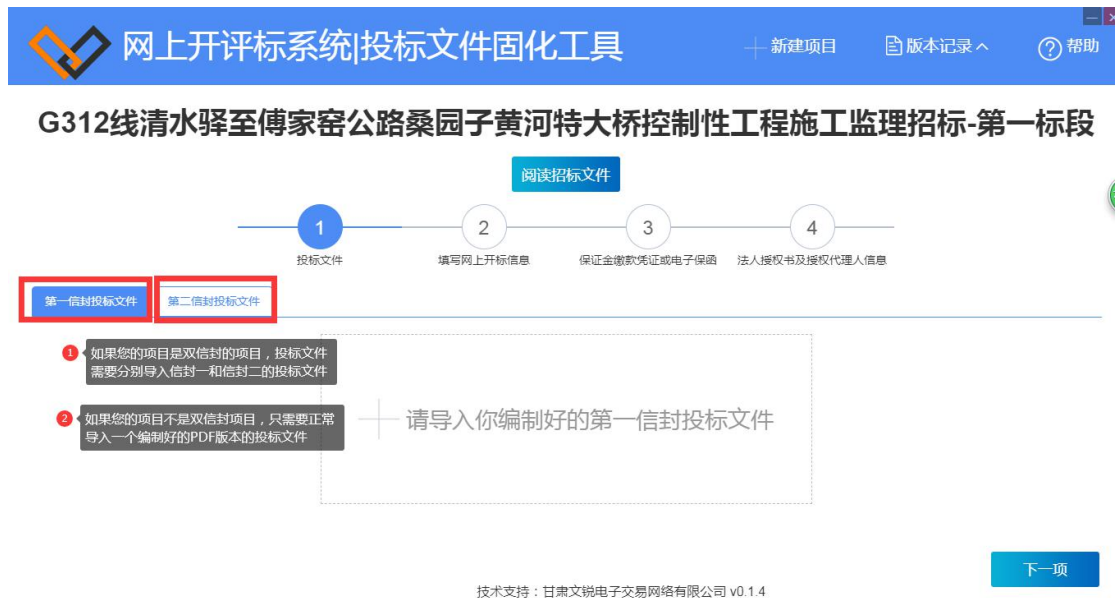 网上开评标系统|投标文件固化工具
新建项目
版本记录
帮助
G312线清水驿至傅家窑公路桑园子黄河特大桥控制性工程施工监理招标-第一标段
阅读招标文件
1
2
3
4
投标文件
填写网上开标信息
保证金缴款凭证或电子保函
法人授权书及授权代理人信息
第一信封投标文件
第二信封投标文件
1
如果您的项目是双信封的项目，投标文件
需要分别导入信封一和信封二的投标文件
2
如果您的项目不是双信封项目，只需要正常
导入一个编制好的PDF版本的投标文件
请导入你编制好的第一信封投标文件
下一项
技术支持：甘肃文锐电子交易网络有限公司 v0.1.4